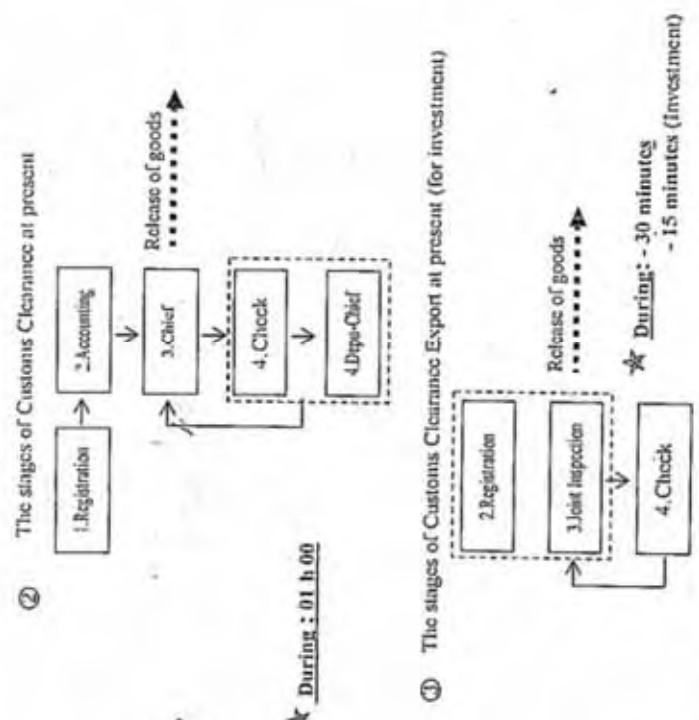 ② The stages of Customs Clearance at present
1.Registration
2.Accounting
3.Chief
Release of goods
4.Check
4.Depu-Chief
During : 01 h 00
③ The stages of Customs Clearance Export at present (for investment)
2.Registration
3.Joint Inspection
Release of goods
4.Check
During: - 30 minutes
- 15 minutes (Investment)